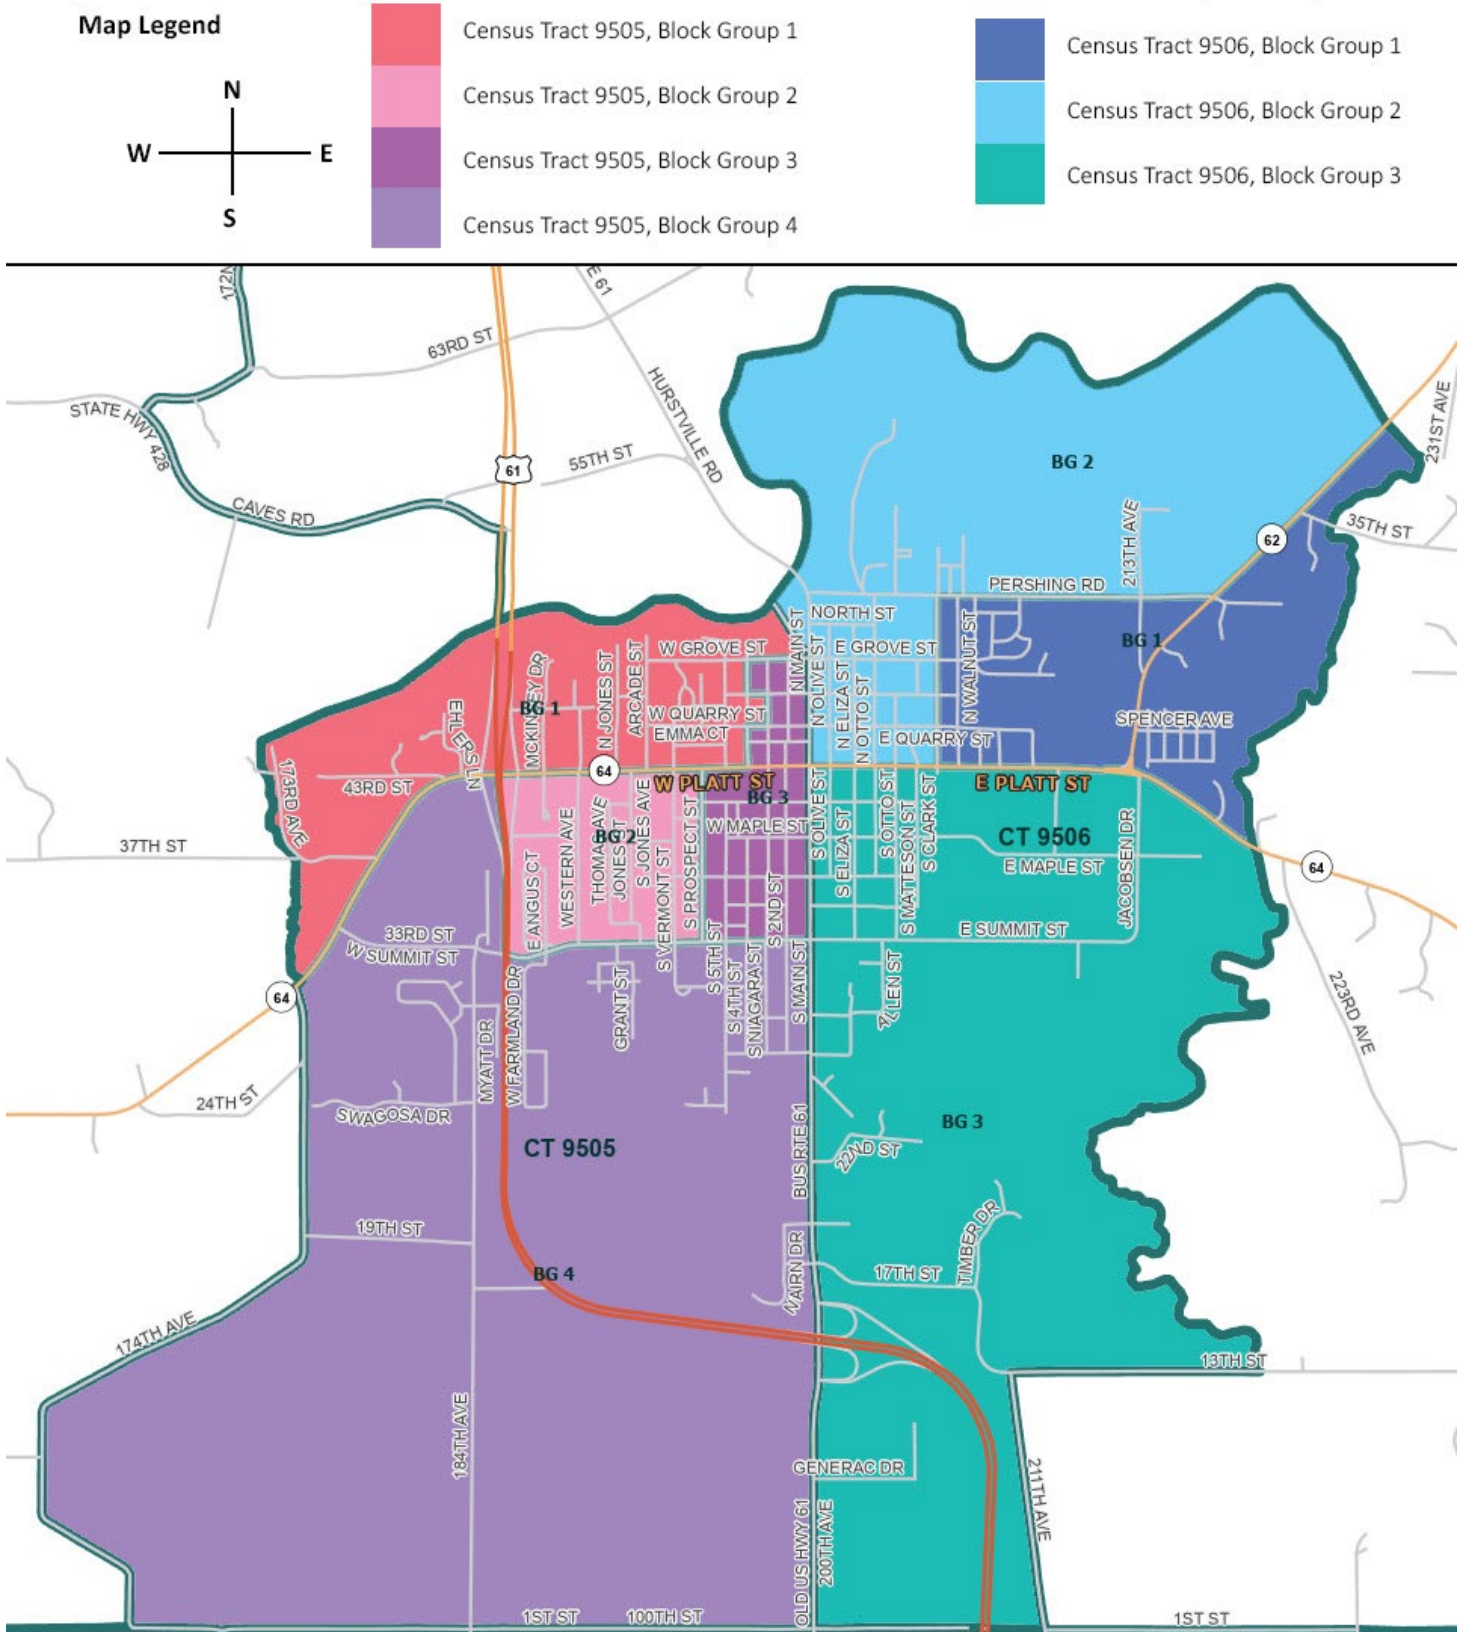 Map Legend
N
W
E
S
Census Tract 9505, Block Group 1
Census Tract 9505, Block Group 2
Census Tract 9505, Block Group 3
Census Tract 9505, Block Group 4
Census Tract 9506, Block Group 1
Census Tract 9506, Block Group 2
Census Tract 9506, Block Group 3
E 61
63RD ST
STATE HWY 428
HURSTVILLE RD
231ST AVE
61
55TH ST
BG 2
CAVES RD
35TH ST
62
213TH AVE
PERSHING RD
NORTH ST
N MAIN ST
W GROVE ST
E GROVE ST
N WALNUT ST
BG 1
N OLIVE ST
N ELIZA ST
N OTTO ST
ARCADE ST
N JONES ST
MCKINLEY DR
BG 1
EHLERS LN
W QUARRY ST
EMMA CT
E QUARRY ST
SPENCER AVE
64
W PLATT ST
E PLATT ST
BG 3
43RD ST
173RD AVE
37TH ST
W MAPLE ST
CT 9506
E MAPLE ST
64
BG 2
E ANGUS CT
WESTERN AVE
THOMAS AVE
JONES ST
S JONES AVE
S VERMONT ST
S PROSPECT ST
S 2ND ST
S OLIVE ST
S ELIZA ST
S OTTO ST
S MATTESON ST
S CLARK ST
JACOBSEN DR
33RD ST
W SUMMIT ST
E SUMMIT ST
64
S 5TH ST
S 4TH ST
S NIAGARA ST
S MAIN ST
ALLEN ST
GRANT ST
MYATT DR
W FARMLAND DR
223RD AVE
24TH ST
SWAGOSA DR
CT 9505
BG 3
22ND ST
BUS RTE 61
19TH ST
NAIRN DR
TIMBER DR
17TH ST
BG 4
174TH AVE
13TH ST
184TH AVE
GENERAC DR
211TH AVE
OLD US HWY 61
200TH AVE
1ST ST
100TH ST
1ST ST